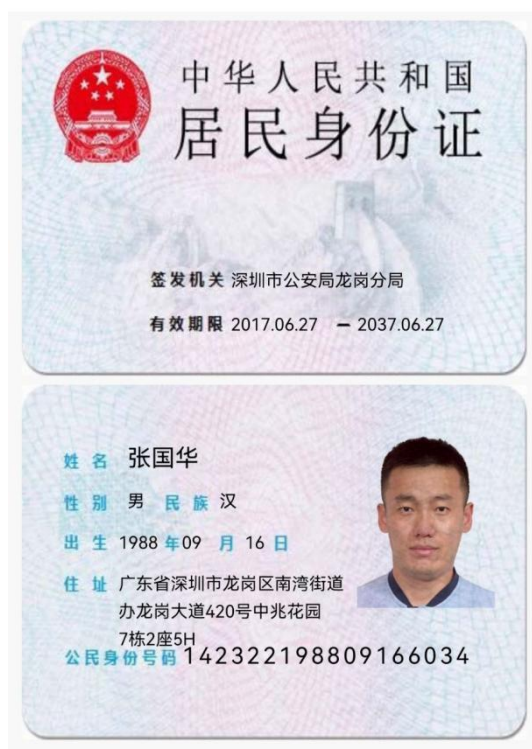 中华人民共和国
居民身份证
签发机关 深圳市公安局龙岗分局
有效期限 2017.06.27 - 2037.06.27
姓名 张国华
性别 男 民族 汉
出生 1988 年 09 月 16 日
住址 广东省深圳市龙岗区南湾街道
办龙岗大道420号中兆花园
7栋2座5H
公民身份号码 142322198809166034